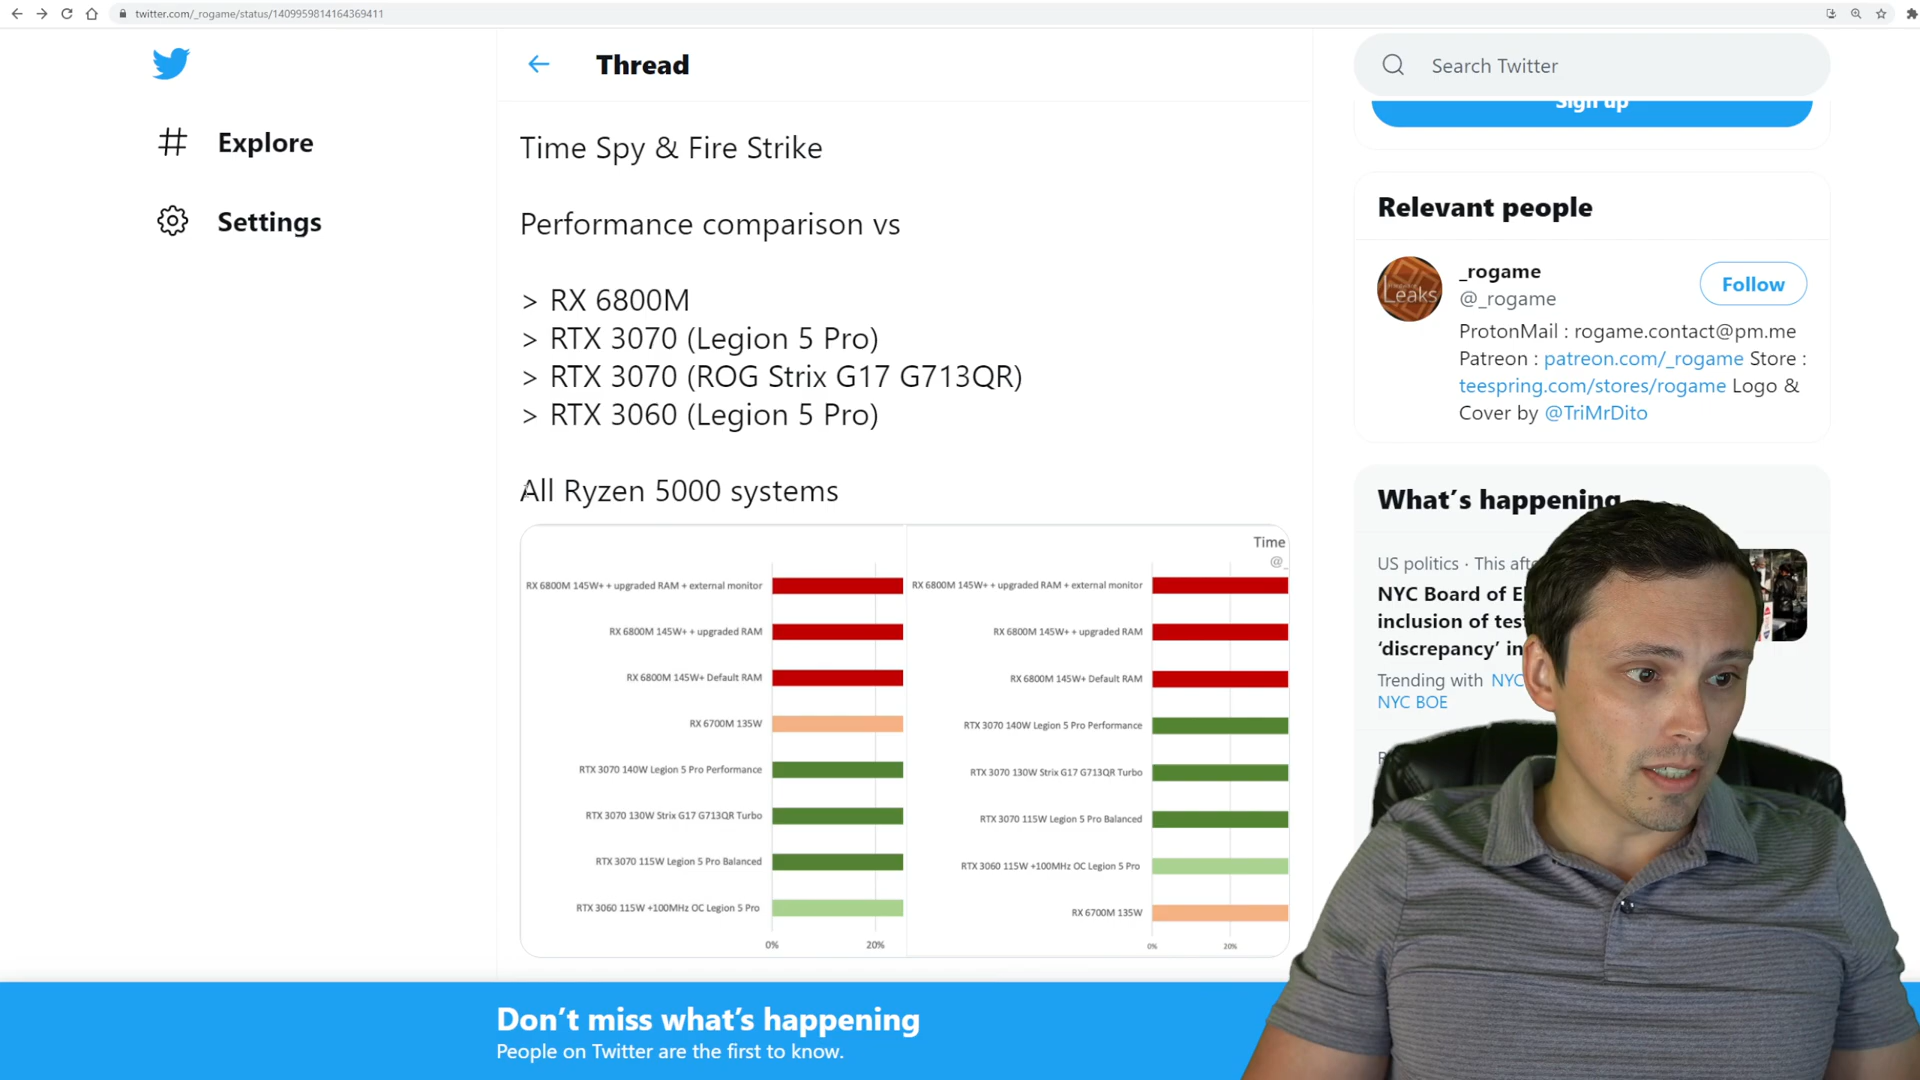 twitter.com/_rogame/status/1409959814164369411
Thread
Search Twitter
Sign up
Explore
Settings
Time Spy & Fire Strike
Performance comparison vs
> RX 6800M
> RTX 3070 (Legion 5 Pro)
> RTX 3070 (ROG Strix G17 G713QR)
> RTX 3060 (Legion 5 Pro)
All Ryzen 5000 systems
RX 6800M 145W+ + upgraded RAM + external monitor
RX 6800M 145W+ + upgraded RAM
RX 6800M 145W+ Default RAM
RX 6700M 135W
RTX 3070 140W Legion 5 Pro Performance
RTX 3070 130W Strix G17 G713QR Turbo
RTX 3070 115W Legion 5 Pro Balanced
RTX 3060 115W +100MHz OC Legion 5 Pro
0% 20%
Time
@_
RX 6800M 145W+ + upgraded RAM + external monitor
RX 6800M 145W+ + upgraded RAM
RX 6800M 145W+ Default RAM
RTX 3070 140W Legion 5 Pro Performance
RTX 3070 130W Strix G17 G713QR Turbo
RTX 3070 115W Legion 5 Pro Balanced
RTX 3060 115W +100MHz OC Legion 5 Pro
RX 6700M 135W
0% 20%
Relevant people
_rogame
@_rogame
Follow
Leaks
ProtonMail : rogame.contact@pm.me
Patreon : patreon.com/_rogame Store :
teespring.com/stores/rogame Logo &
Cover by @TriMrDito
What's happening
US politics · This
NYC Board of
inclusion of
'discrepancy' in
Trending with NYC
NYC BOE
Don't miss what's happening
People on Twitter are the first to know.